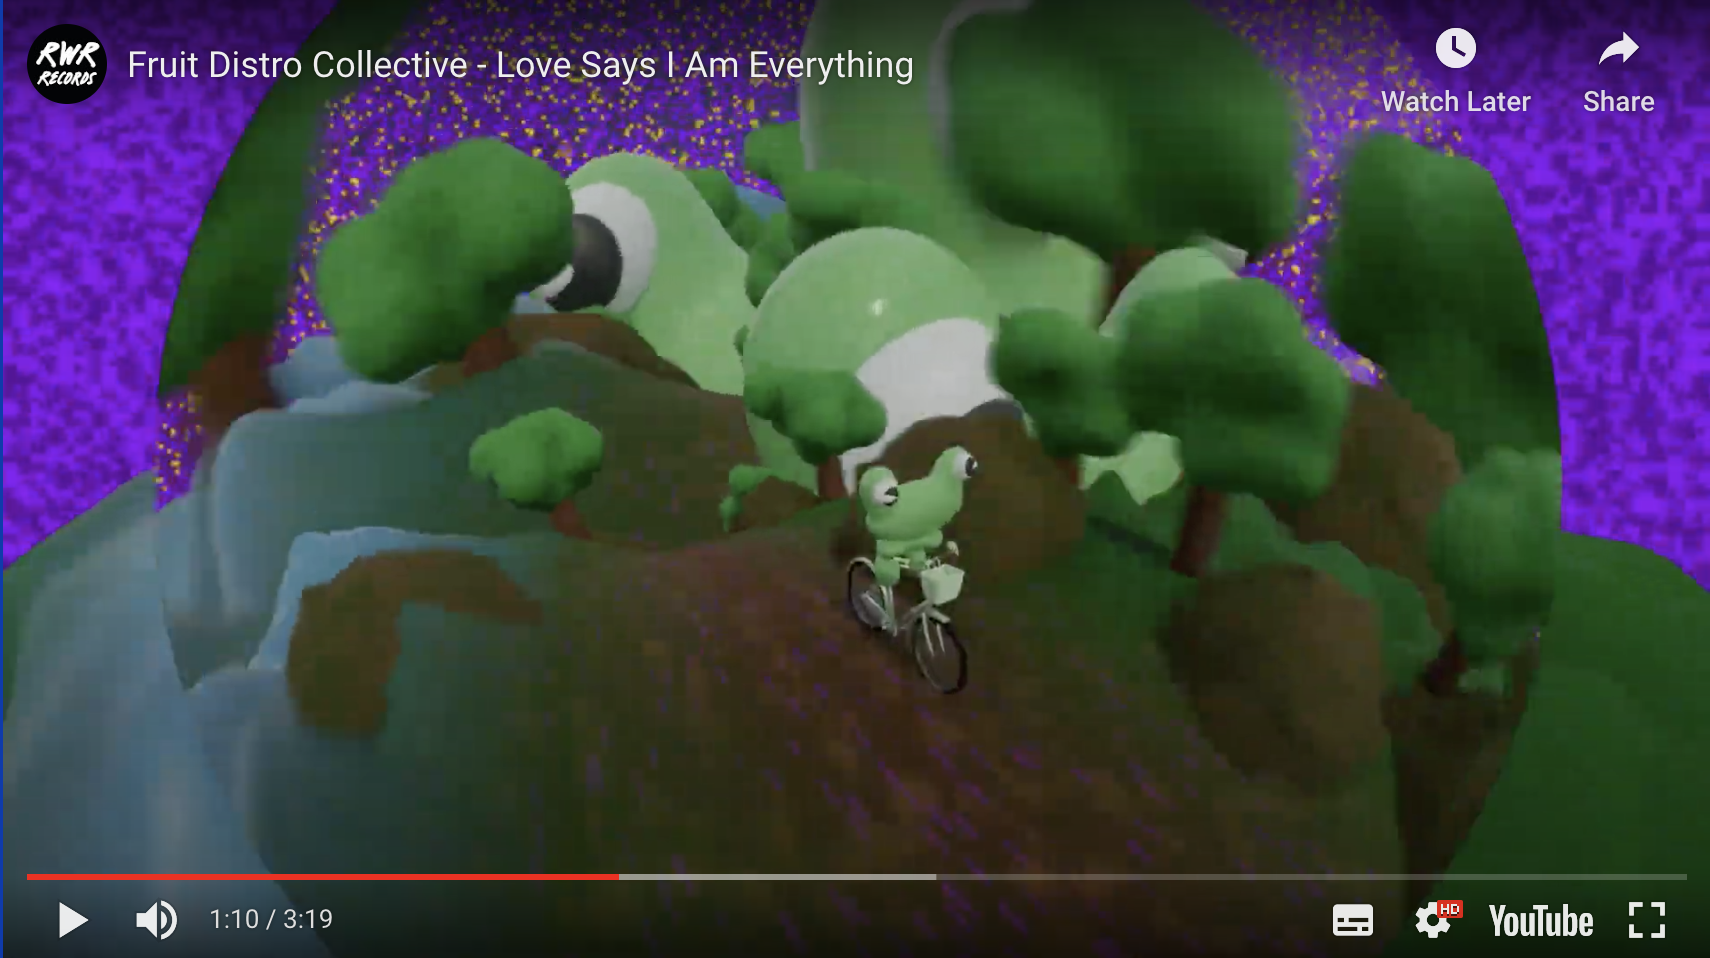 RWR
RECORDS
Fruit Distro Collective - Love Says I Am Everything
Watch Later
Share
1:10 / 3:19
HD
YouTube